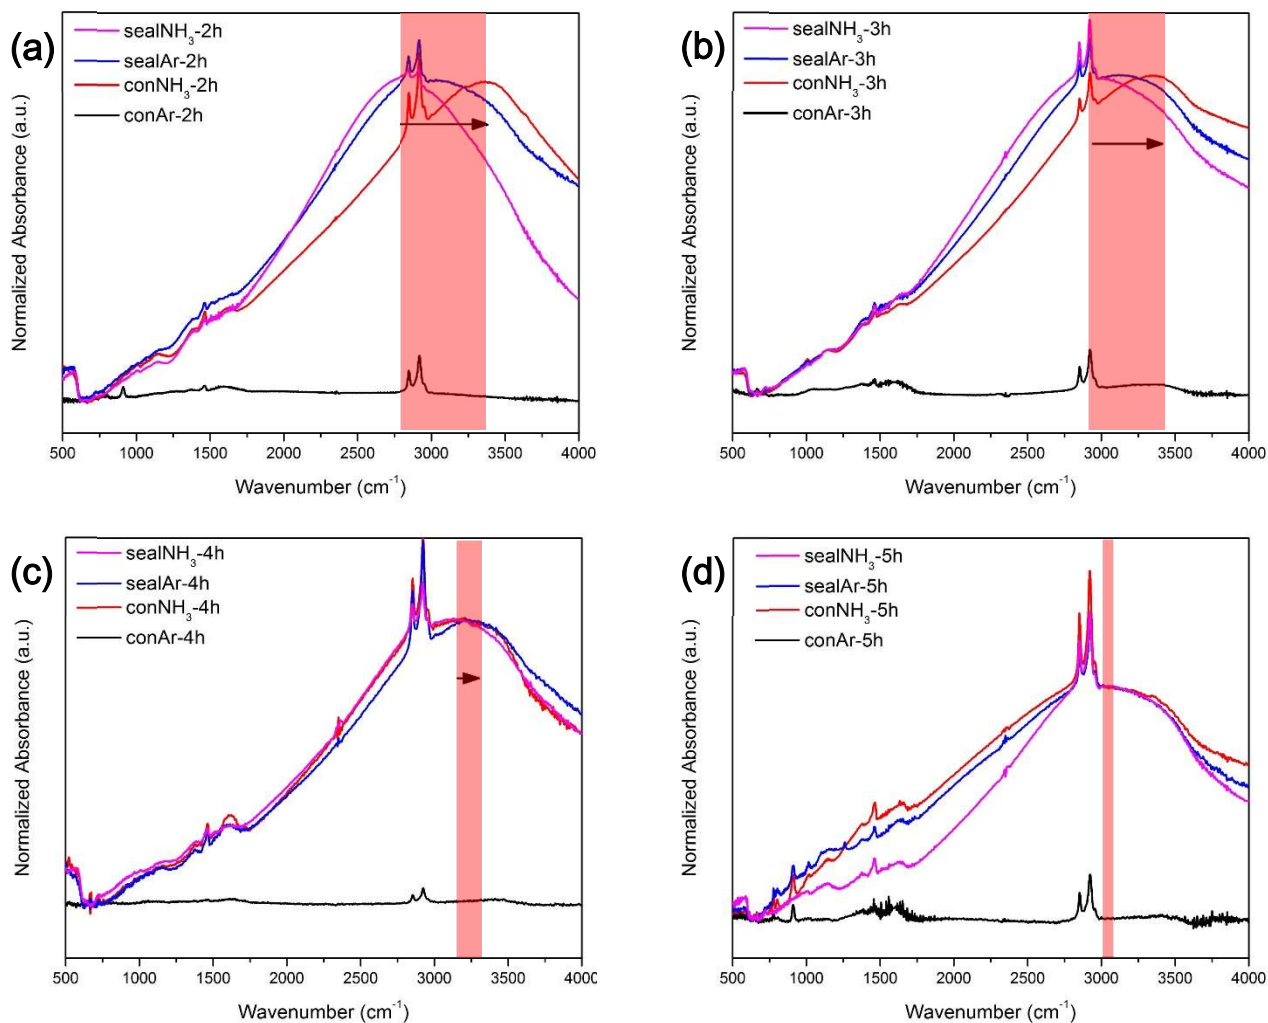 (a)
sealNH3-2h
sealAr-2h
conNH3-2h
conAr-2h
Normalized Absorbance (a.u.)
500 1000 1500 2000 2500 3000 3500 4000
Wavenumber (cm-1)
(b)
sealNH3-3h
sealAr-3h
conNH3-3h
conAr-3h
Normalized Absorbance (a.u.)
500 1000 1500 2000 2500 3000 3500 4000
Wavenumber (cm-1)
(c)
sealNH3-4h
sealAr-4h
conNH3-4h
conAr-4h
Normalized Absorbance (a.u.)
500 1000 1500 2000 2500 3000 3500 4000
Wavenumber (cm-1)
(d)
sealNH3-5h
sealAr-5h
conNH3-5h
conAr-5h
Normalized Absorbance (a.u.)
500 1000 1500 2000 2500 3000 3500 4000
Wavenumber (cm-1)